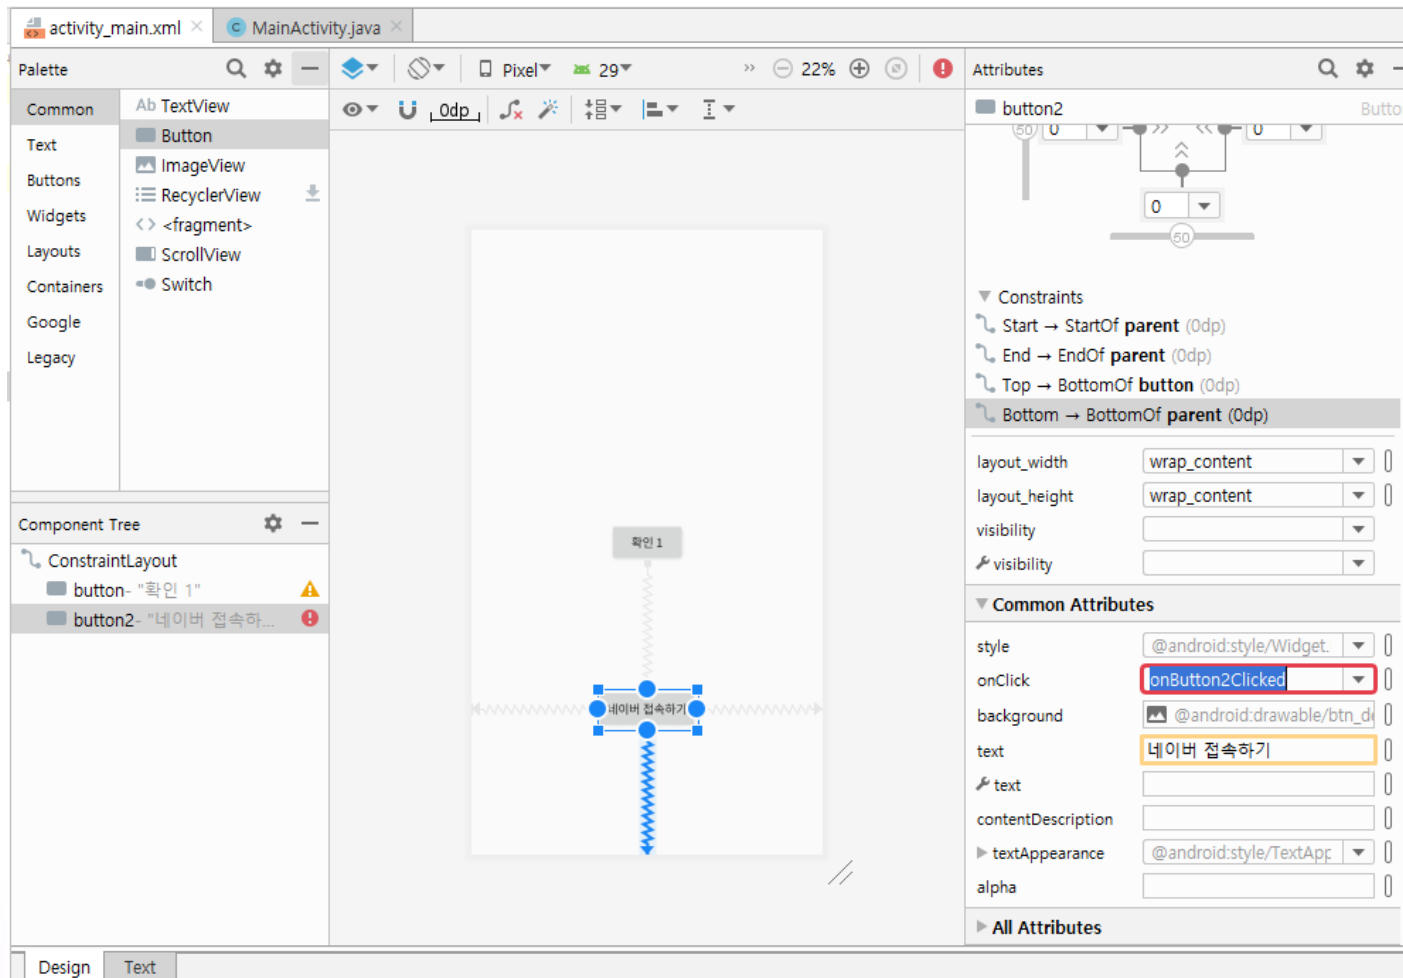 activity_main.xml
MainActivity.java
Palette
Pixel
29
22%
Attributes
Common
Text
Buttons
Widgets
Layouts
Containers
Google
Legacy
Ab TextView
Button
ImageView
RecyclerView
<fragment>
ScrollView
Switch
0dp
button2
Butto
50
0
0
0
50
Component Tree
ConstraintLayout
button- "확인 1"
button2- "네이버 접속하...
확인 1
네이버 접속하기
Constraints
Start → StartOf parent (0dp)
End → EndOf parent (0dp)
Top → BottomOf button (0dp)
Bottom → BottomOf parent (0dp)
layout_width wrap_content
layout_height wrap_content
visibility
visibility
Common Attributes
style @android:style/Widget.
onClick onButton2Clicked
background @android:drawable/btn_de
text 네이버 접속하기
text
contentDescription
textAppearance @android:style/TextApp
alpha
All Attributes
Design Text